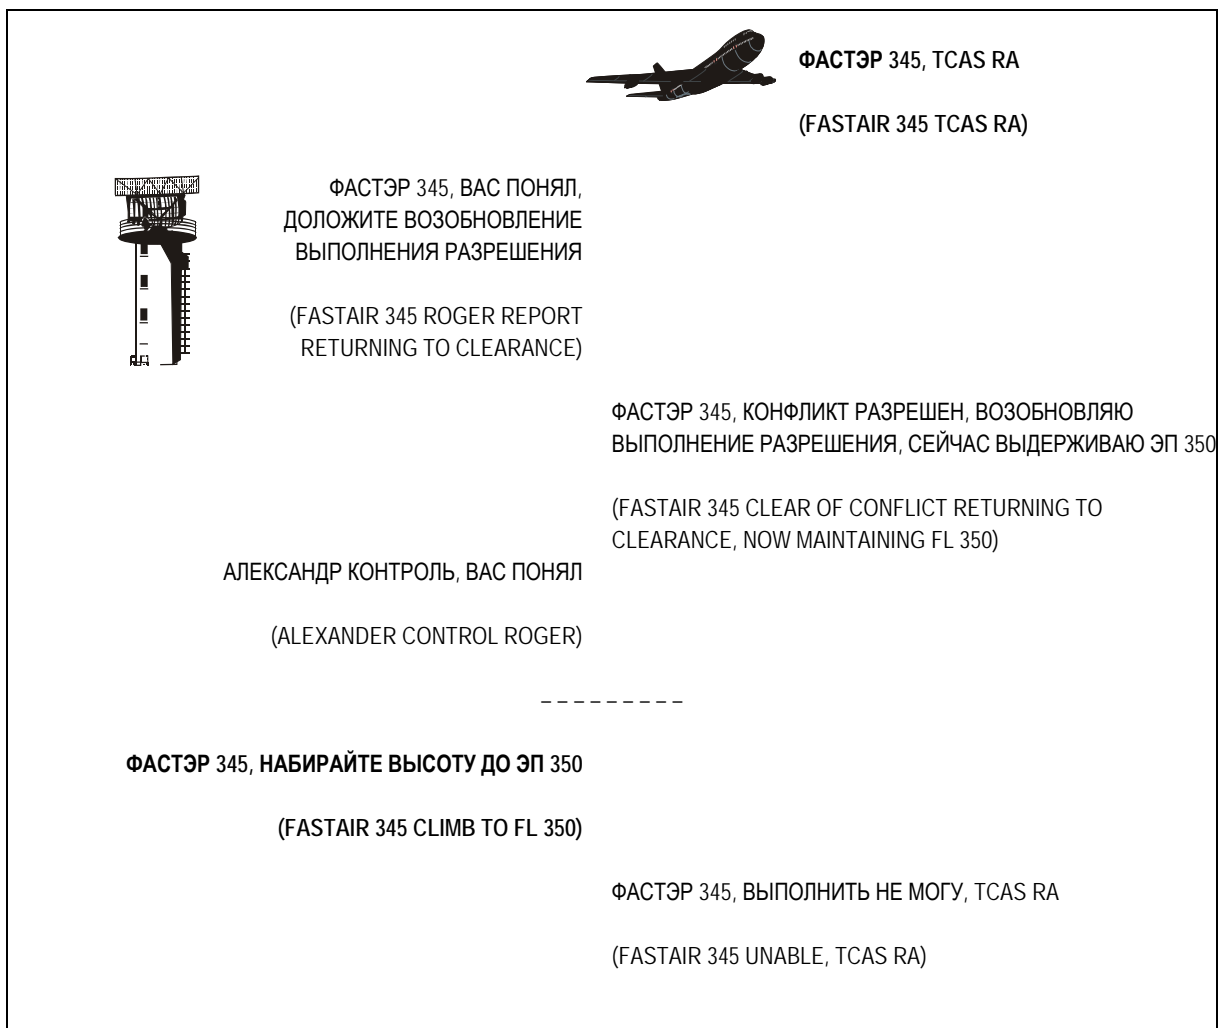 ФАСТЭР 345, TCAS RA
(FASTAIR 345 TCAS RA)
ФАСТЭР 345, ВАС ПОНЯЛ,
ДОЛОЖИТЕ ВОЗОБНОВЛЕНИЕ
ВЫПОЛНЕНИЯ РАЗРЕШЕНИЯ
(FASTAIR 345 ROGER REPORT
RETURNING TO CLEARANCE)
ФАСТЭР 345, КОНФЛИКТ РАЗРЕШЕН, ВОЗОБНОВЛЯЮ
ВЫПОЛНЕНИЕ РАЗРЕШЕНИЯ, СЕЙЧАС ВЫДЕРЖИВАЮ ЭП 350
(FASTAIR 345 CLEAR OF CONFLICT RETURNING TO
CLEARANCE, NOW MAINTAINING FL 350)
АЛЕКСАНДР КОНТРОЛЬ, ВАС ПОНЯЛ
(ALEXANDER CONTROL ROGER)
– – – – – – – – –
ФАСТЭР 345, НАБИРАЙТЕ ВЫСОТУ ДО ЭП 350
(FASTAIR 345 CLIMB TO FL 350)
ФАСТЭР 345, ВЫПОЛНИТЬ НЕ МОГУ, TCAS RA
(FASTAIR 345 UNABLE, TCAS RA)